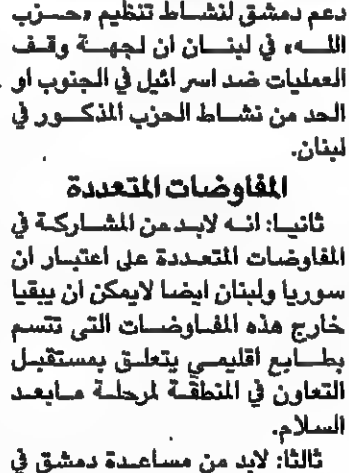 دعم دمشق لنشاط تنظيم «حزب
الله» في لبنان ان لجهة وقف
العمليات ضد اسرائيل في الجنوب او
الحد من نشاط الحزب المذكور في
لبنان.
المفاوضات المتعددة
ثانيا: انه لابد من المشاركة في
المفاوضات المتعددة على اعتبار ان
سوريا ولبنان ايضا لايمكن ان يبقيا
خارج هذه المفاوضات التي تتسم
بطابع اقليمي يتعلق بمستقبل
التعاون في المنطقة لمرحلة مابعد
السلام.
ثالثا: لابد من مساعدة دمشق في